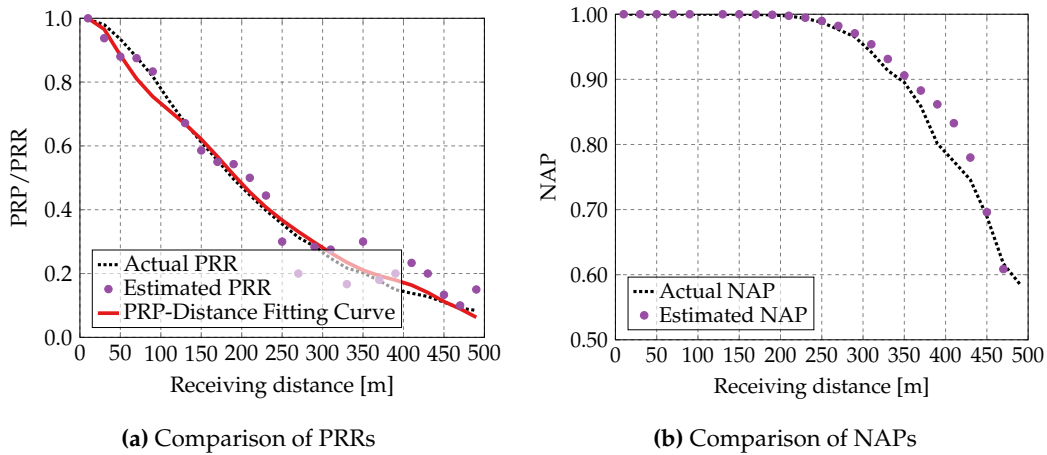 1.0
0.8
0.6
0.4
0.2
0.0
PRP/PRR
0 50 100 150 200 250 300 350 400 450 500
Receiving distance [m]
Actual PRR
Estimated PRR
PRP-Distance Fitting Curve
(a) Comparison of PRRs
1.00
0.90
0.80
0.70
0.60
0.50
NAP
0 50 100 150 200 250 300 350 400 450 500
Receiving distance [m]
Actual NAP
Estimated NAP
(b) Comparison of NAPs